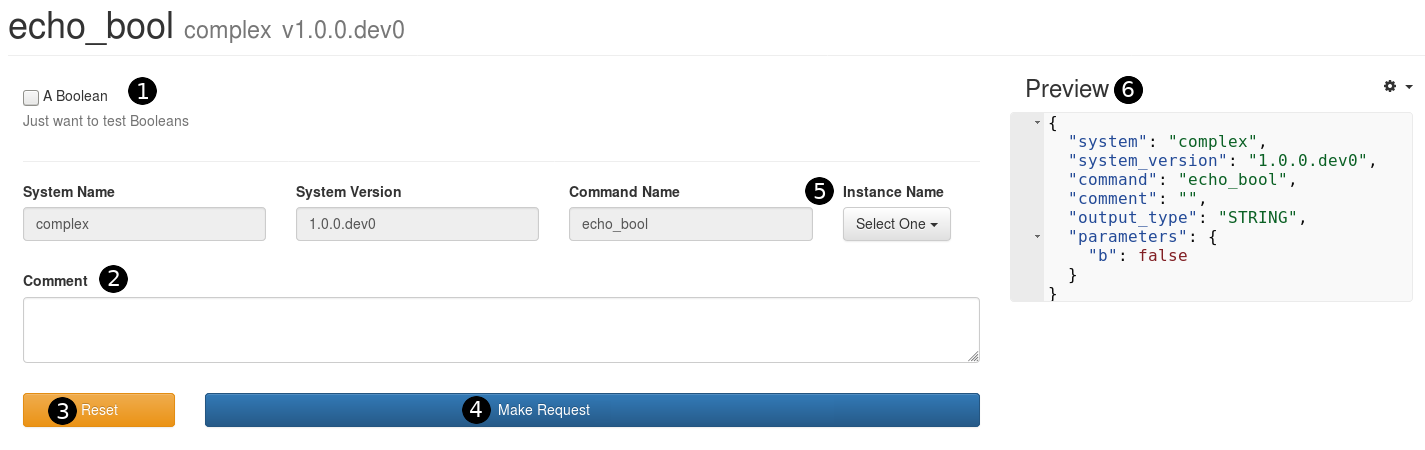 echo_bool complex v1.0.0.dev0
A Boolean 1
Just want to test Booleans
System Name System Version Command Name 5 Instance Name
complex 1.0.0.dev0 echo_bool Select One
Comment 2
3 Reset 4 Make Request
Preview 6
{
"system": "complex",
"system_version": "1.0.0.dev0",
"command": "echo_bool",
"comment": "",
"output_type": "STRING",
"parameters": {
"b": false
}
}